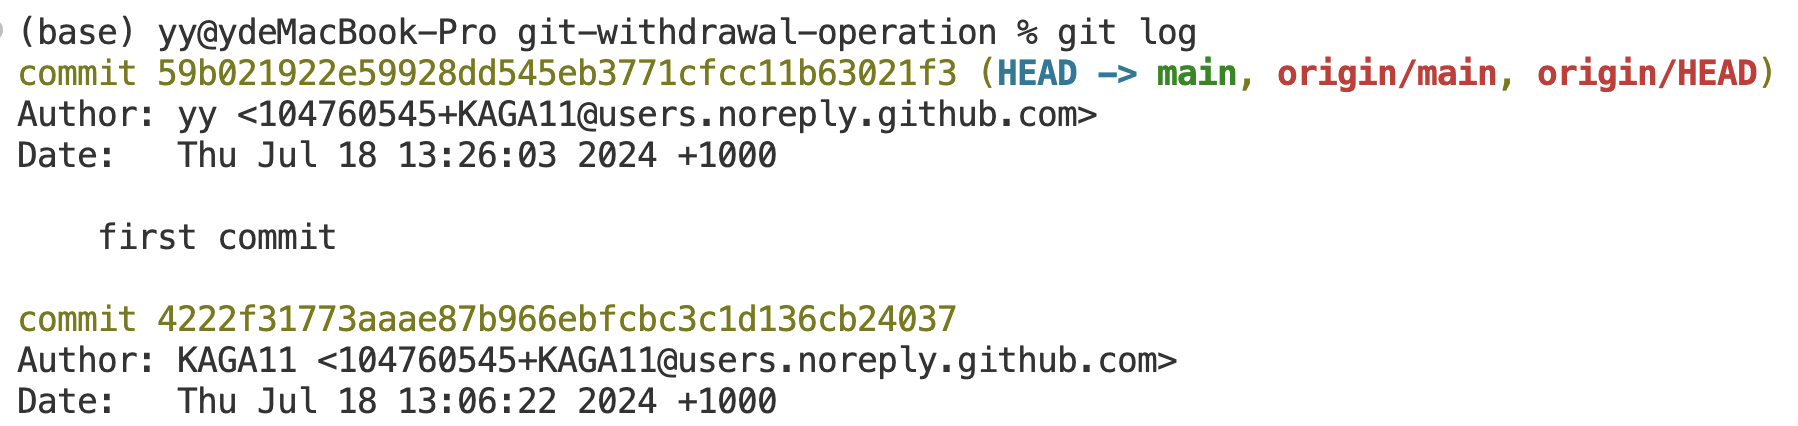 (base) yy@ydeMacBook-Pro git-withdrawal-operation % git log
commit 59b021922e59928dd545eb3771cfcc11b63021f3 (HEAD -> main, origin/main, origin/HEAD)
Author: yy <104760545+KAGA11@users.noreply.github.com>
Date:   Thu Jul 18 13:26:03 2024 +1000
    first commit
commit 4222f31773aaae87b966ebfcbc3c1d136cb24037
Author: KAGA11 <104760545+KAGA11@users.noreply.github.com>
Date:   Thu Jul 18 13:06:22 2024 +1000